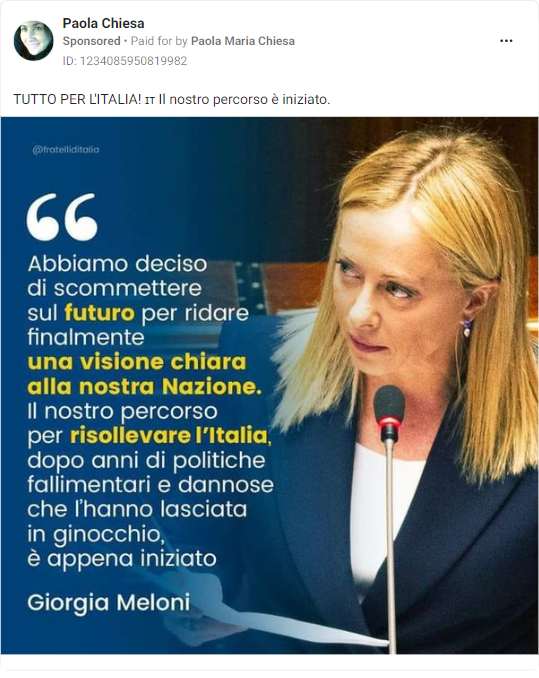 Paola Chiesa
Sponsored • Paid for by Paola Maria Chiesa
ID: 1234085950819982
TUTTO PER L'ITALIA! ɪᴛ Il nostro percorso è iniziato.
@fratelliditalia
“
Abbiamo deciso
di scommettere
sul futuro per ridare
finalmente
una visione chiara
alla nostra Nazione.
Il nostro percorso
per risollevare l’Italia,
dopo anni di politiche
fallimentari e dannose
che l’hanno lasciata
in ginocchio,
è appena iniziato
Giorgia Meloni